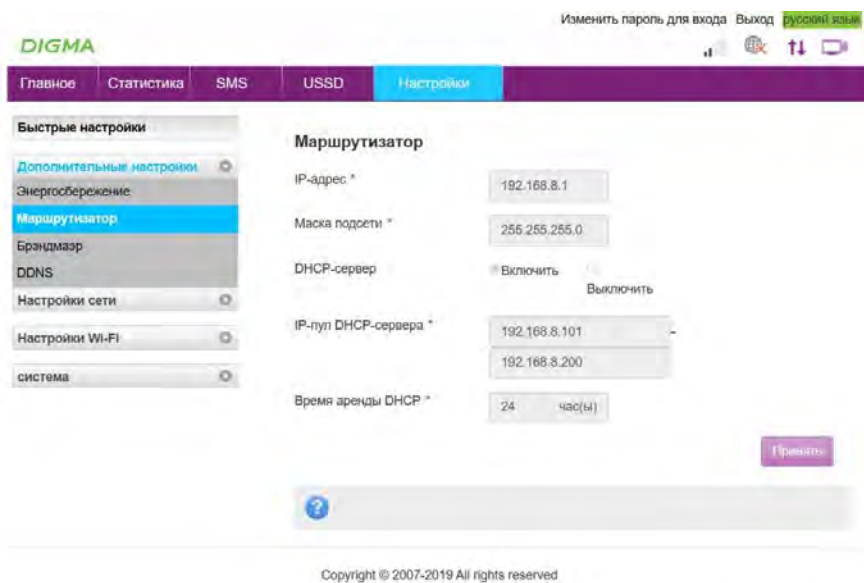 Изменить пароль для входа Выход русский язык
DIGMA
Главное Статистика SMS USSD Настройки
Быстрые настройки
Дополнительные настройки
Энергосбережение
Маршрутизатор
Брэндмаэр
DDNS
Настройки сети
Настройки Wi-Fi
система
Маршрутизатор
IP-адрес * 192.168.8.1
Маска подсети * 255.255.255.0
DHCP-сервер Включить
Выключить
IP-пул DHCP-сервера * 192.168.8.101 -
192.168.8.200
Время аренды DHCP * 24 час(ы)
Принять
Copyright © 2007-2019 All rights reserved